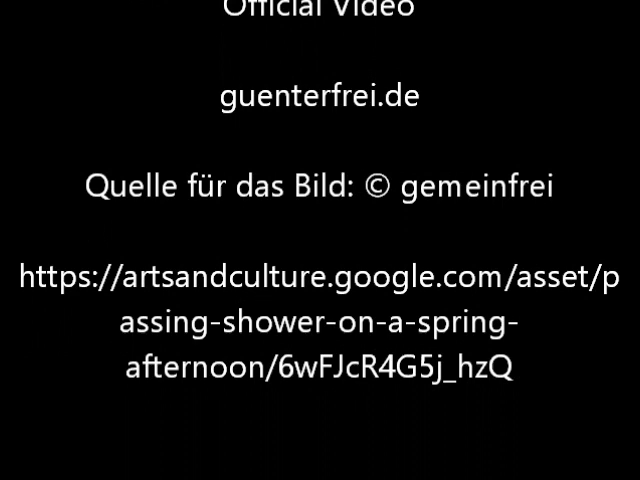 Official Video
guenterfrei.de
Quelle für das Bild: © gemeinfrei
https://artsandculture.google.com/asset/p
assing-shower-on-a-spring-
afternoon/6wFJcR4G5j_hzQ